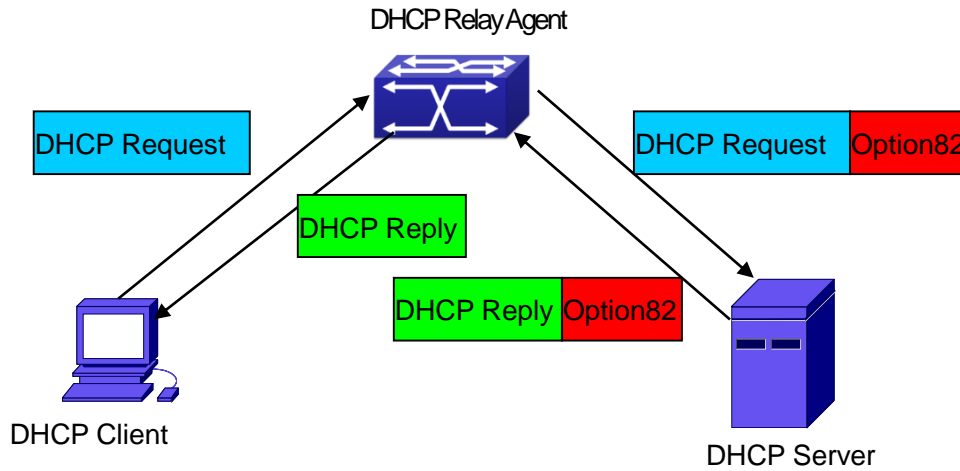 DHCP Relay Agent
DHCP Request
DHCP Request Option82
DHCP Reply
DHCP Reply Option82
DHCP Client
DHCP Server